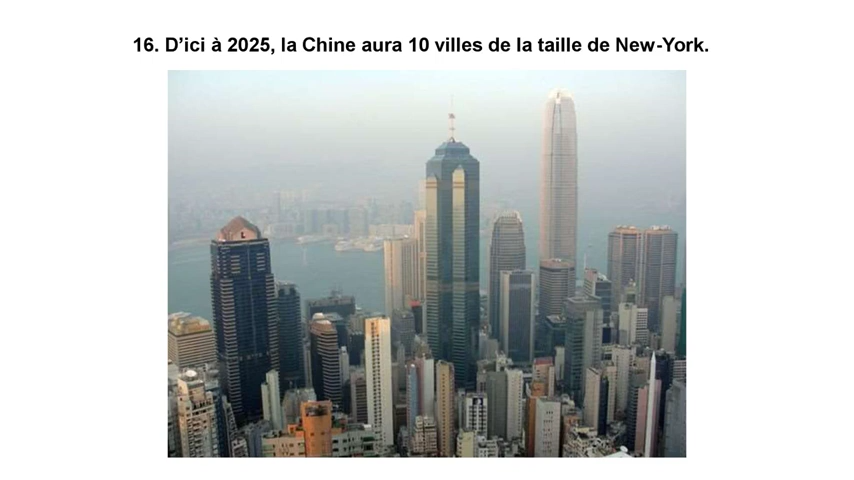 16. D’ici à 2025, la Chine aura 10 villes de la taille de New-York.